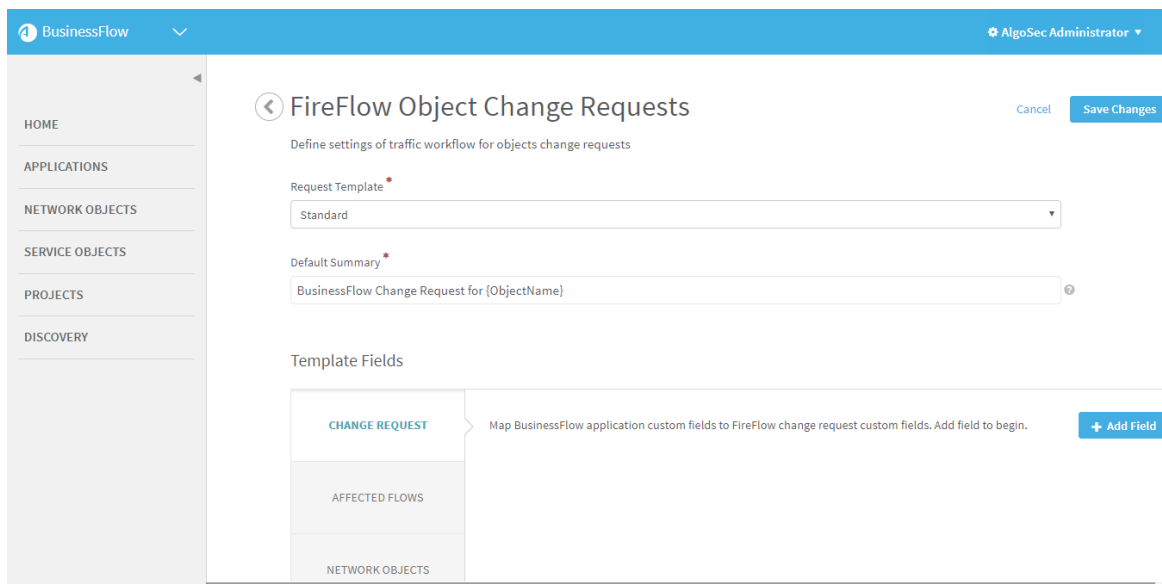 BusinessFlow
AlgoSec Administrator
HOME
APPLICATIONS
NETWORK OBJECTS
SERVICE OBJECTS
PROJECTS
DISCOVERY
FireFlow Object Change Requests
Cancel
Save Changes
Define settings of traffic workflow for objects change requests
Request Template *
Standard
Default Summary *
BusinessFlow Change Request for {ObjectName}
Template Fields
CHANGE REQUEST
Map BusinessFlow application custom fields to FireFlow change request custom fields. Add field to begin.
+ Add Field
AFFECTED FLOWS
NETWORK OBJECTS